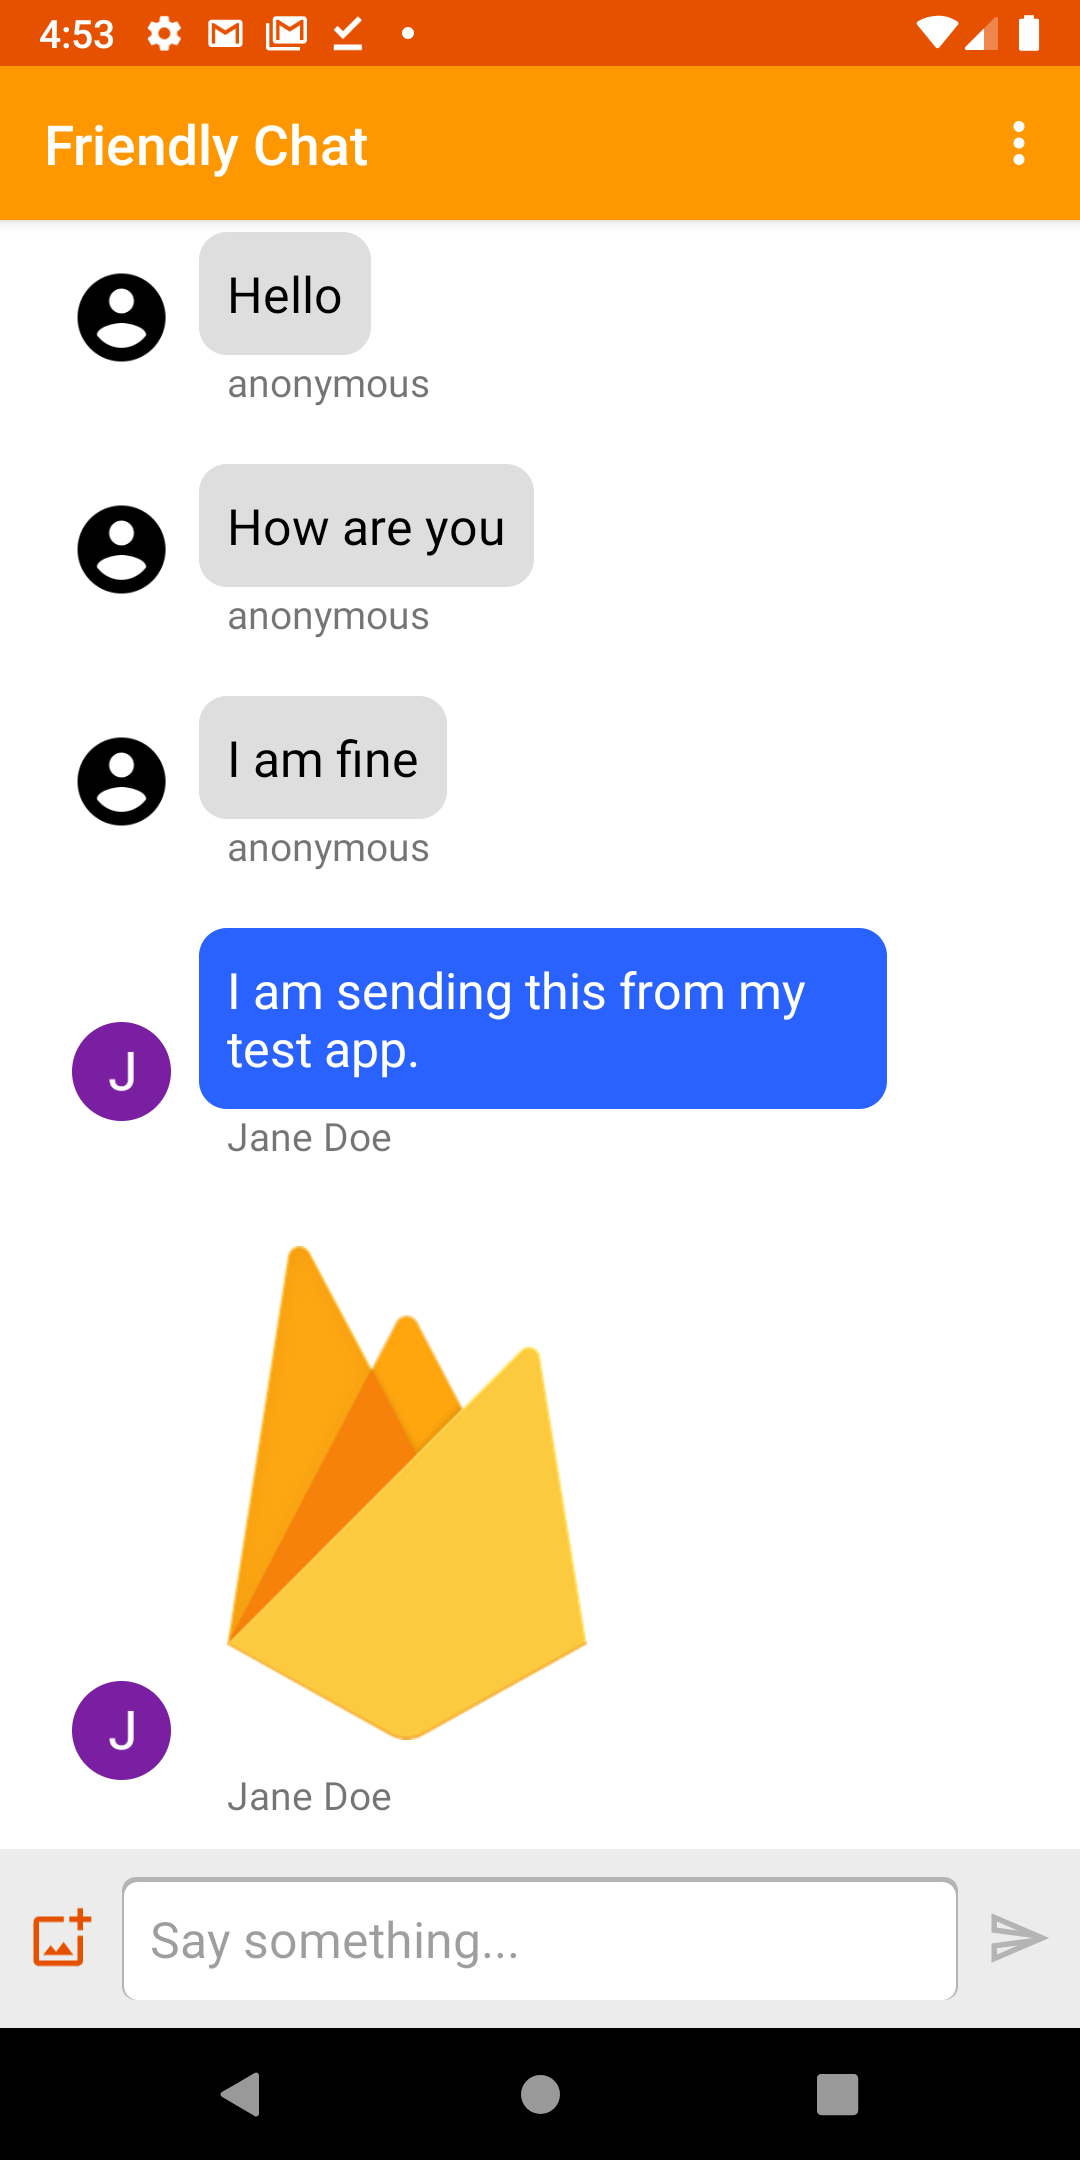 4:53
Friendly Chat
Hello
anonymous
How are you
anonymous
I am fine
anonymous
I am sending this from my
test app.
J
Jane Doe
J
Jane Doe
Say something...